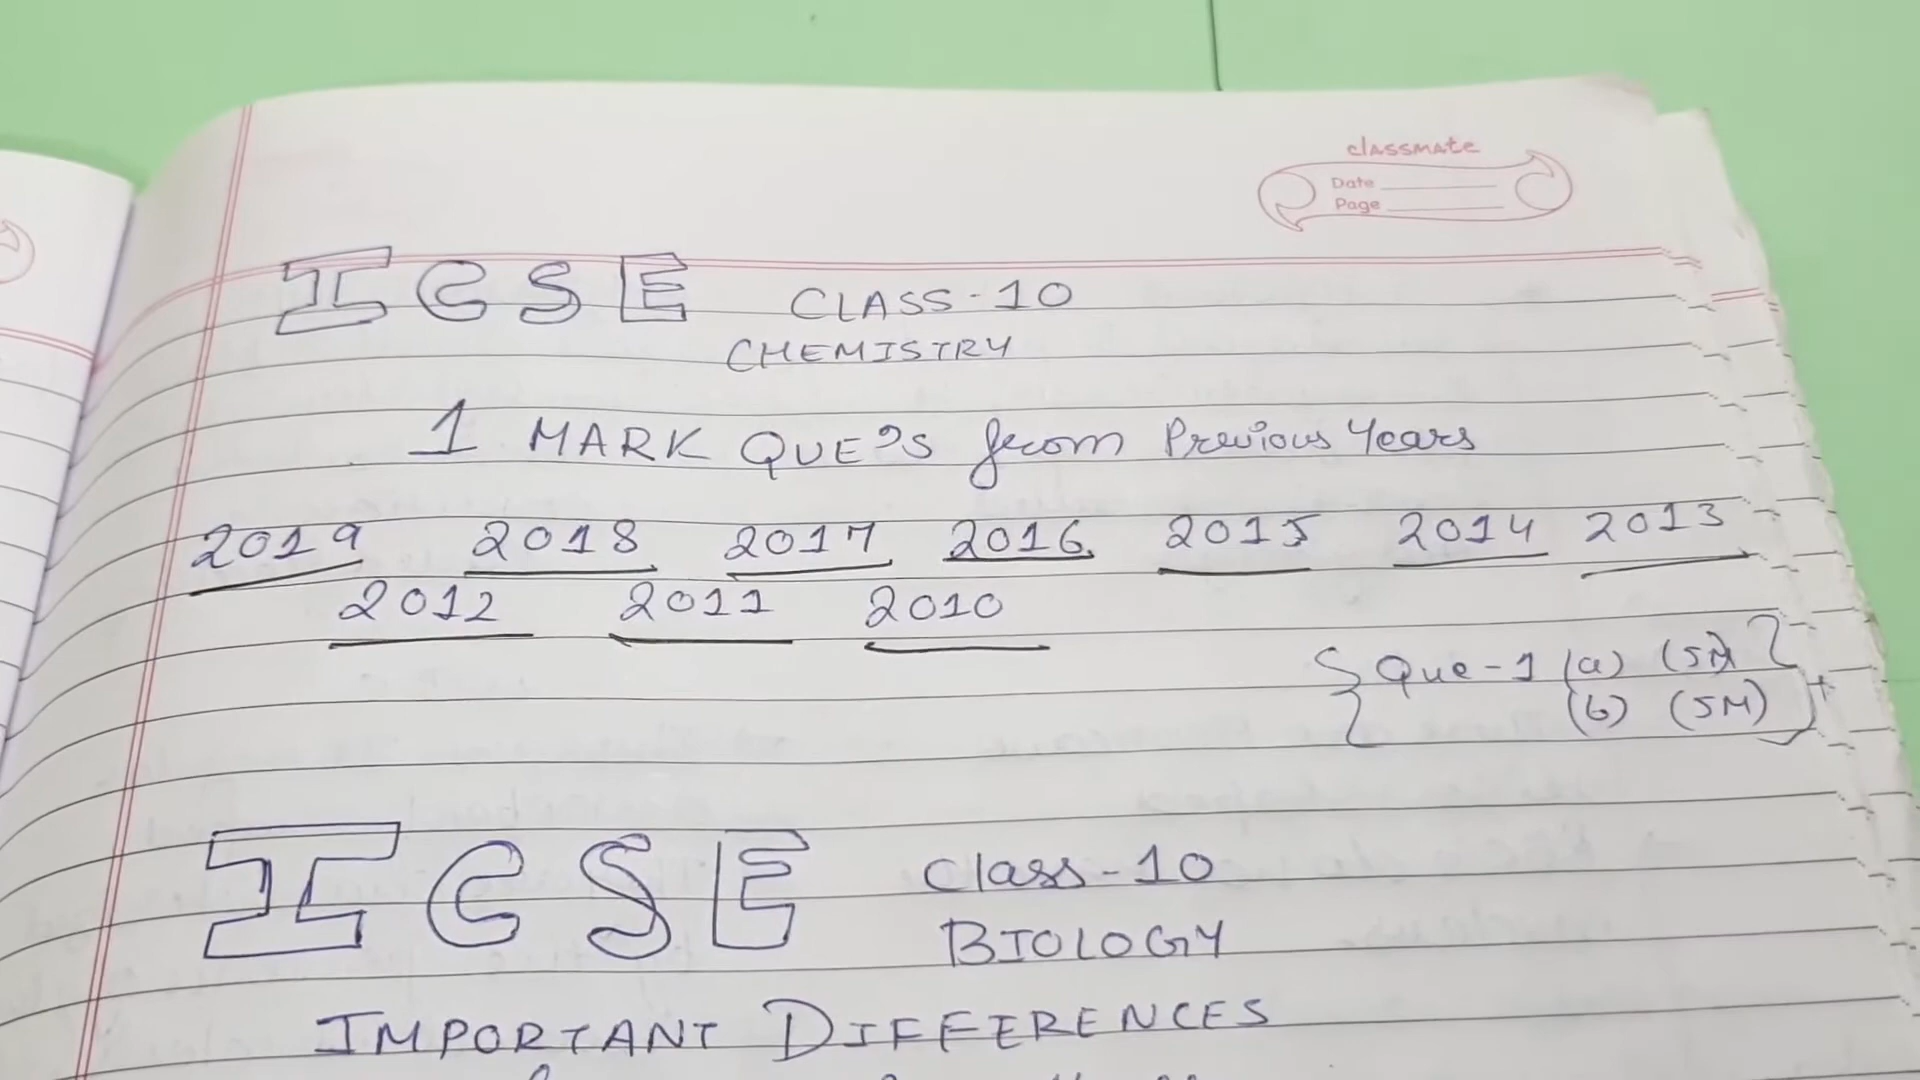 classmate
Date
Page
ICSE CLASS-10
CHEMISTRY
1 MARK QUE'S from Previous Years
2019 2018 2017 2016 2015 2014 2013
2012 2011 2010
{ Que-1 (a) (5M) }
(b) (5M)
ICSE Class-10
BIOLOGY
IMPORTANT DIFFERENCES